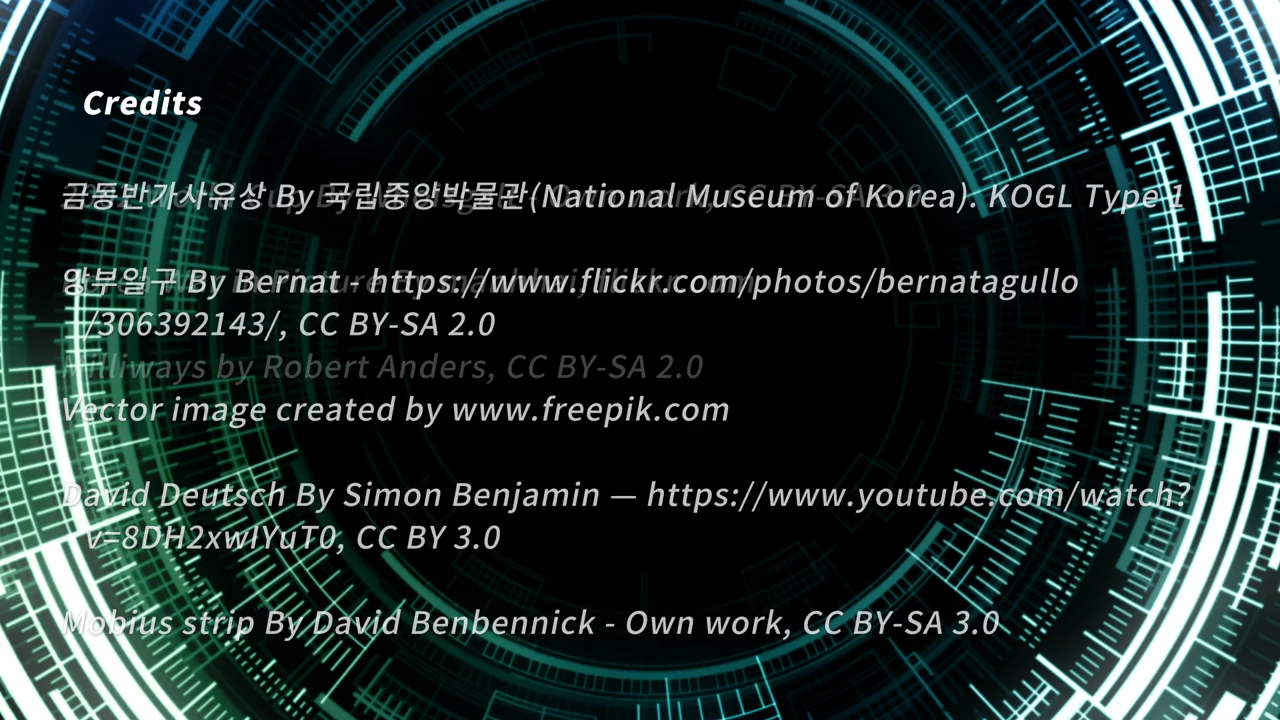 Credits
금동반가사유상 By 국립중앙박물관(National Museum of Korea). KOGL Type 1
앙부일구 By Bernat - https://www.flickr.com/photos/bernatagullo
/306392143/, CC BY-SA 2.0
Milliways by Robert Anders, CC BY-SA 2.0
Vector image created by www.freepik.com
David Deutsch By Simon Benjamin — https://www.youtube.com/watch?
v=8DH2xwIYuT0, CC BY 3.0
Mobius strip By David Benbennick - Own work, CC BY-SA 3.0